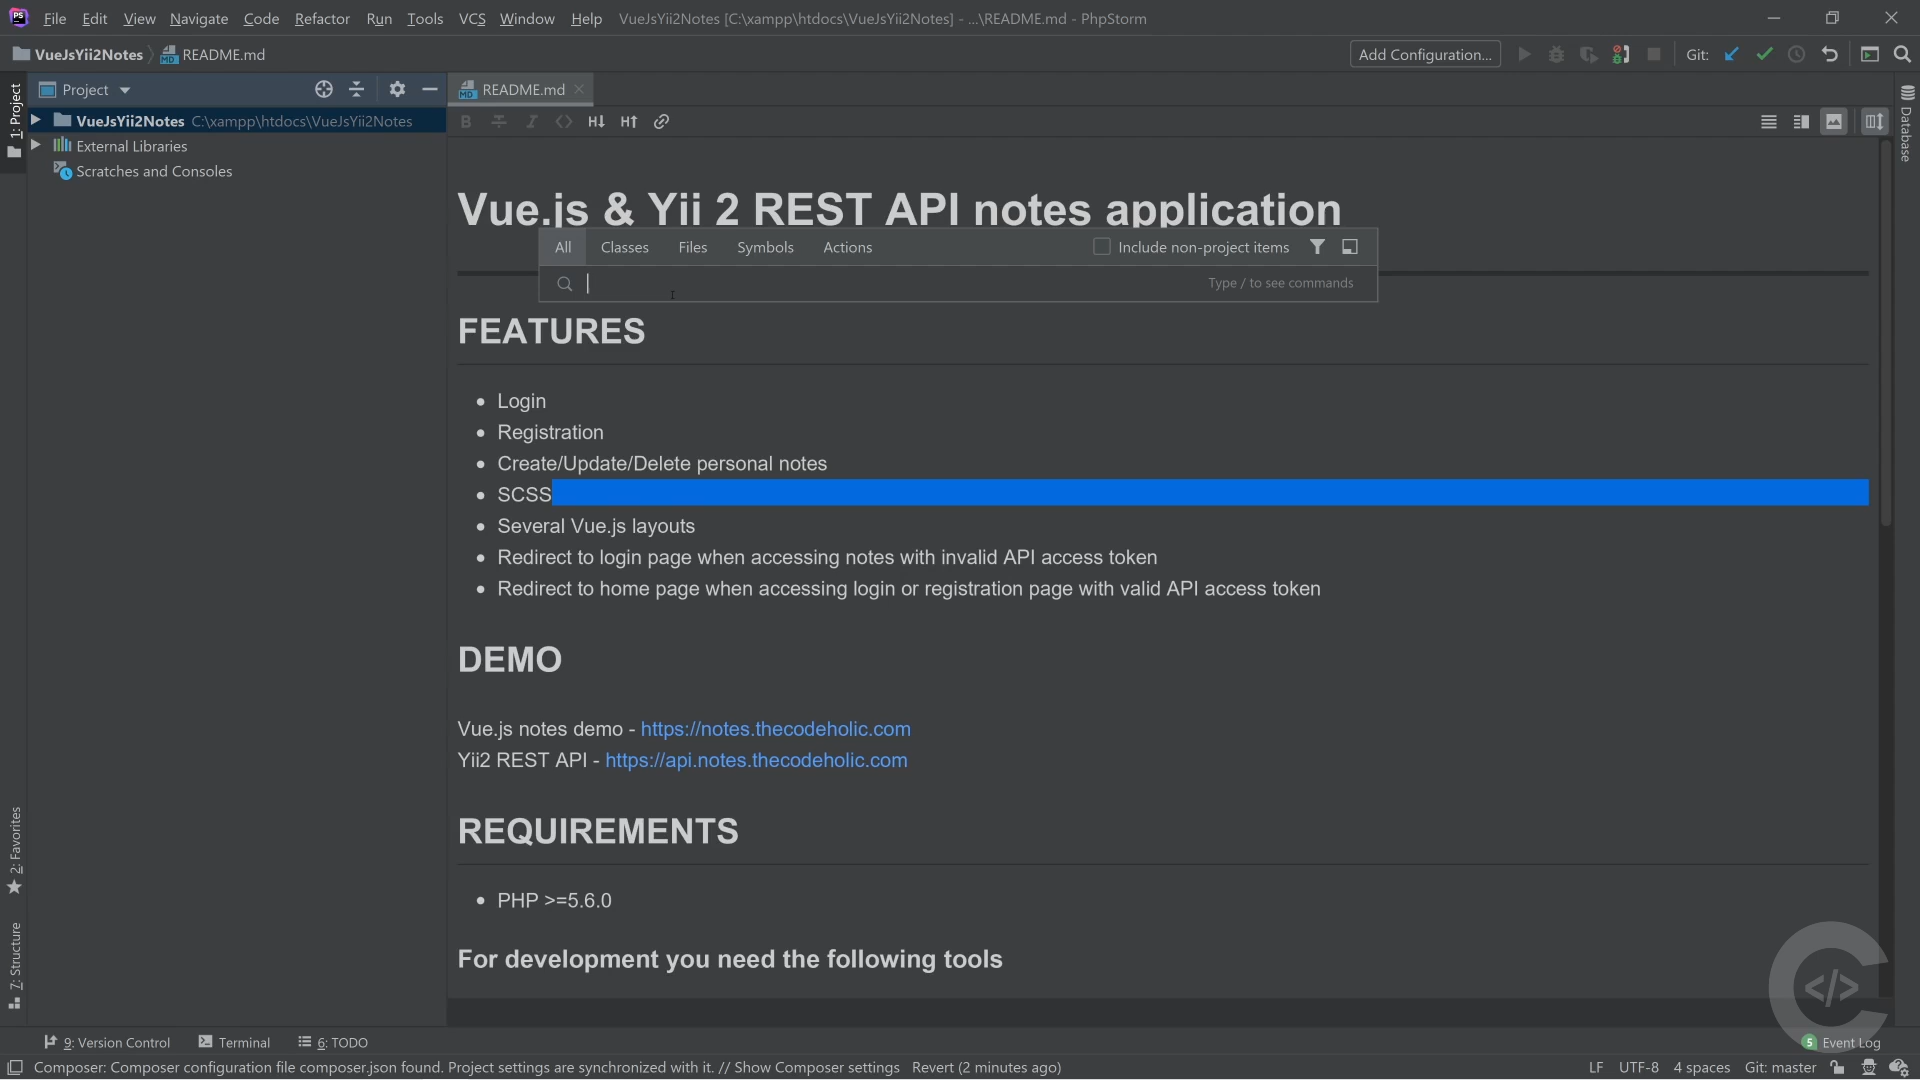 PS File Edit View Navigate Code Refactor Run Tools VCS Window Help VueJsYii2Notes [C:\xampp\htdocs\VueJsYii2Notes] - ...\README.md - PhpStorm
VueJsYii2Notes README.md Add Configuration... Git:
Project README.md
1: Project
Database
VueJsYii2Notes C:\xampp\htdocs\VueJsYii2Notes
External Libraries
Scratches and Consoles
Vue.js & Yii 2 REST API notes application
All Classes Files Symbols Actions Include non-project items
Type / to see commands
FEATURES
• Login
• Registration
• Create/Update/Delete personal notes
• SCSS
• Several Vue.js layouts
• Redirect to login page when accessing notes with invalid API access token
• Redirect to home page when accessing login or registration page with valid API access token
DEMO
Vue.js notes demo - https://notes.thecodeholic.com
Yii2 REST API - https://api.notes.thecodeholic.com
REQUIREMENTS
• PHP >=5.6.0
For development you need the following tools
2: Favorites
7: Structure
</>
9: Version Control Terminal 6: TODO 5 Event Log
Composer: Composer configuration file composer.json found. Project settings are synchronized with it. // Show Composer settings Revert (2 minutes ago) LF UTF-8 4 spaces Git: master